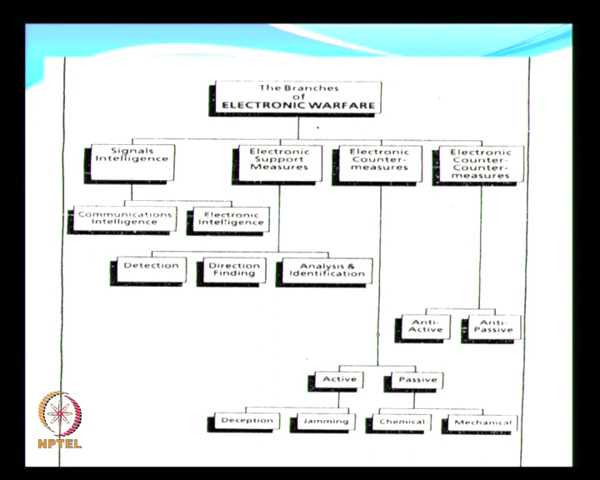 The Branches
of
ELECTRONIC WARFARE
Signals
Intelligence
Electronic
Support
Measures
Electronic
Counter-
measures
Electronic
Counter-
Counter-
measures
Communications
Intelligence
Electronic
Intelligence
Detection
Direction
Finding
Analysis &
Identification
Anti-
Active
Anti-
Passive
Active
Passive
Deception
Jamming
Chemical
Mechanical
NPTEL